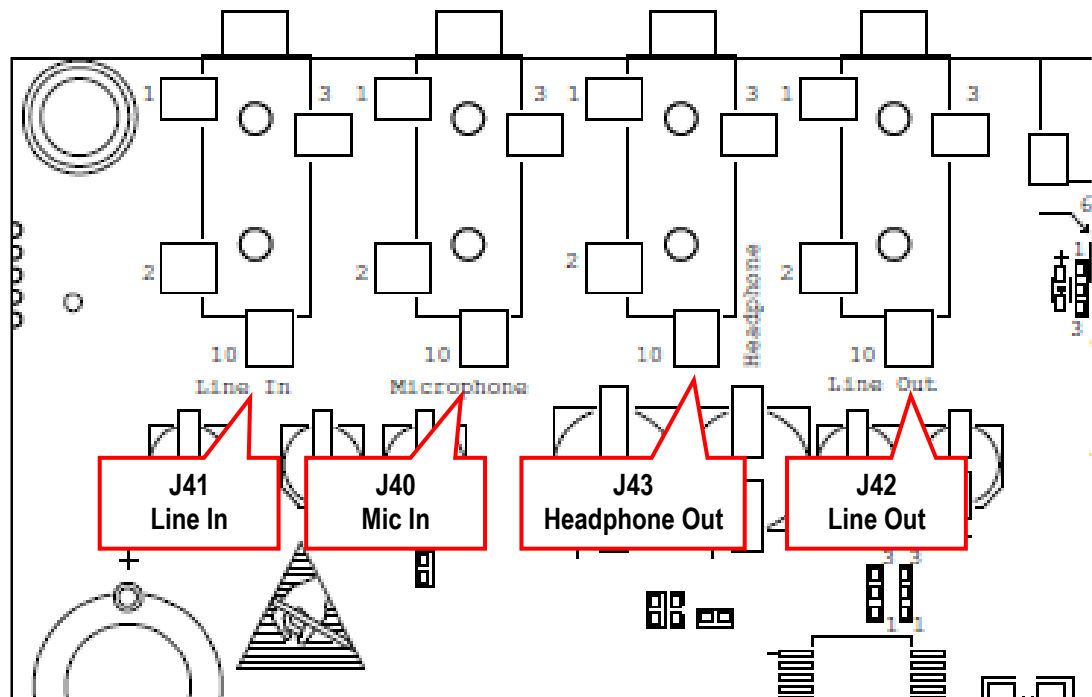 1 3 1 3 1 3 1 3
6
2 2 2 2
1
Headphone
+
3
10 10 10 10
Line In Microphone Line Out
J41
Line In
J40
Mic In
J43
Headphone Out
J42
Line Out
+
3 3
1 1